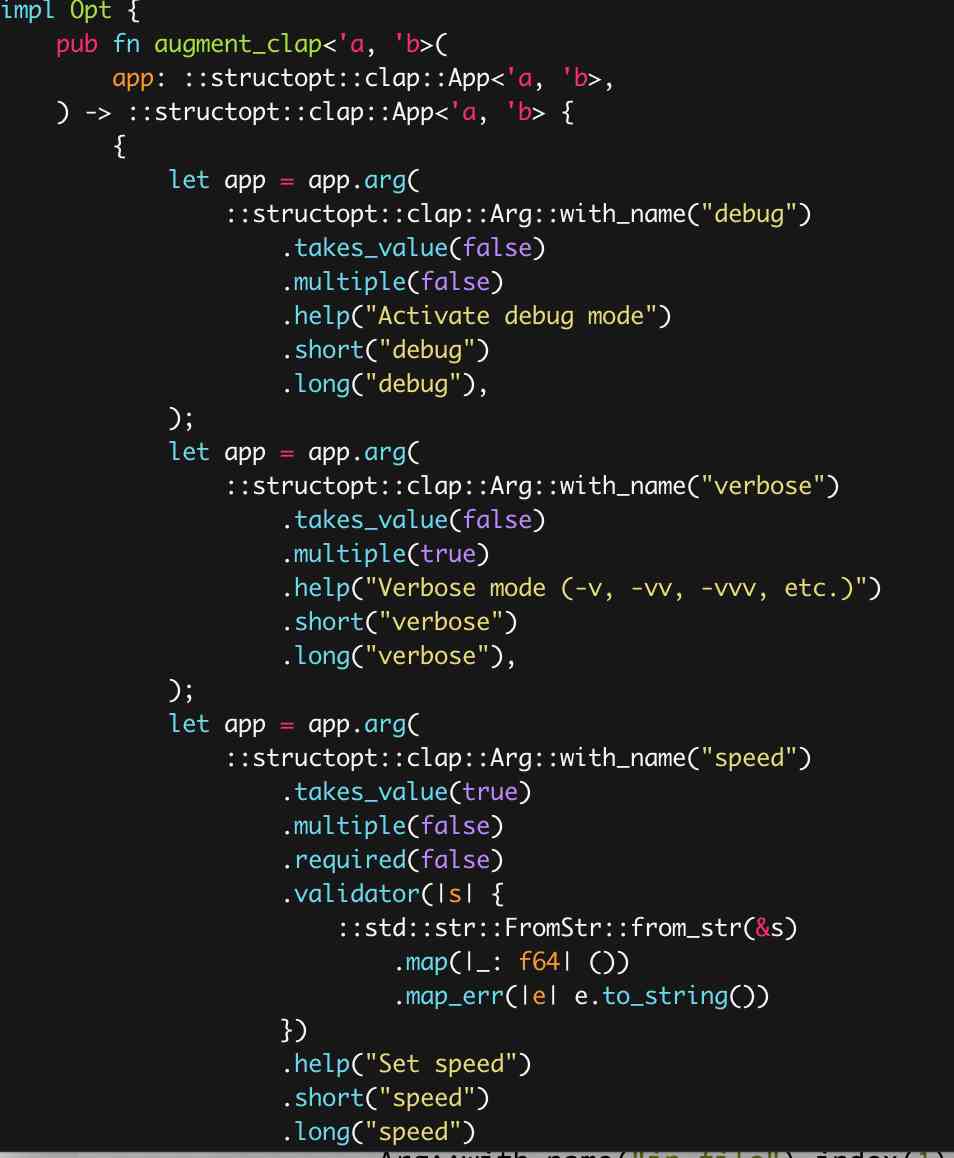 impl Opt {
    pub fn augment_clap<'a, 'b>(
        app: ::structopt::clap::App<'a, 'b>,
    ) -> ::structopt::clap::App<'a, 'b> {
        {
            let app = app.arg(
                ::structopt::clap::Arg::with_name("debug")
                    .takes_value(false)
                    .multiple(false)
                    .help("Activate debug mode")
                    .short("debug")
                    .long("debug"),
            );
            let app = app.arg(
                ::structopt::clap::Arg::with_name("verbose")
                    .takes_value(false)
                    .multiple(true)
                    .help("Verbose mode (-v, -vv, -vvv, etc.)")
                    .short("verbose")
                    .long("verbose"),
            );
            let app = app.arg(
                ::structopt::clap::Arg::with_name("speed")
                    .takes_value(true)
                    .multiple(false)
                    .required(false)
                    .validator(|s| {
                        ::std::str::FromStr::from_str(&s)
                            .map(|_: f64| ())
                            .map_err(|e| e.to_string())
                    })
                    .help("Set speed")
                    .short("speed")
                    .long("speed")